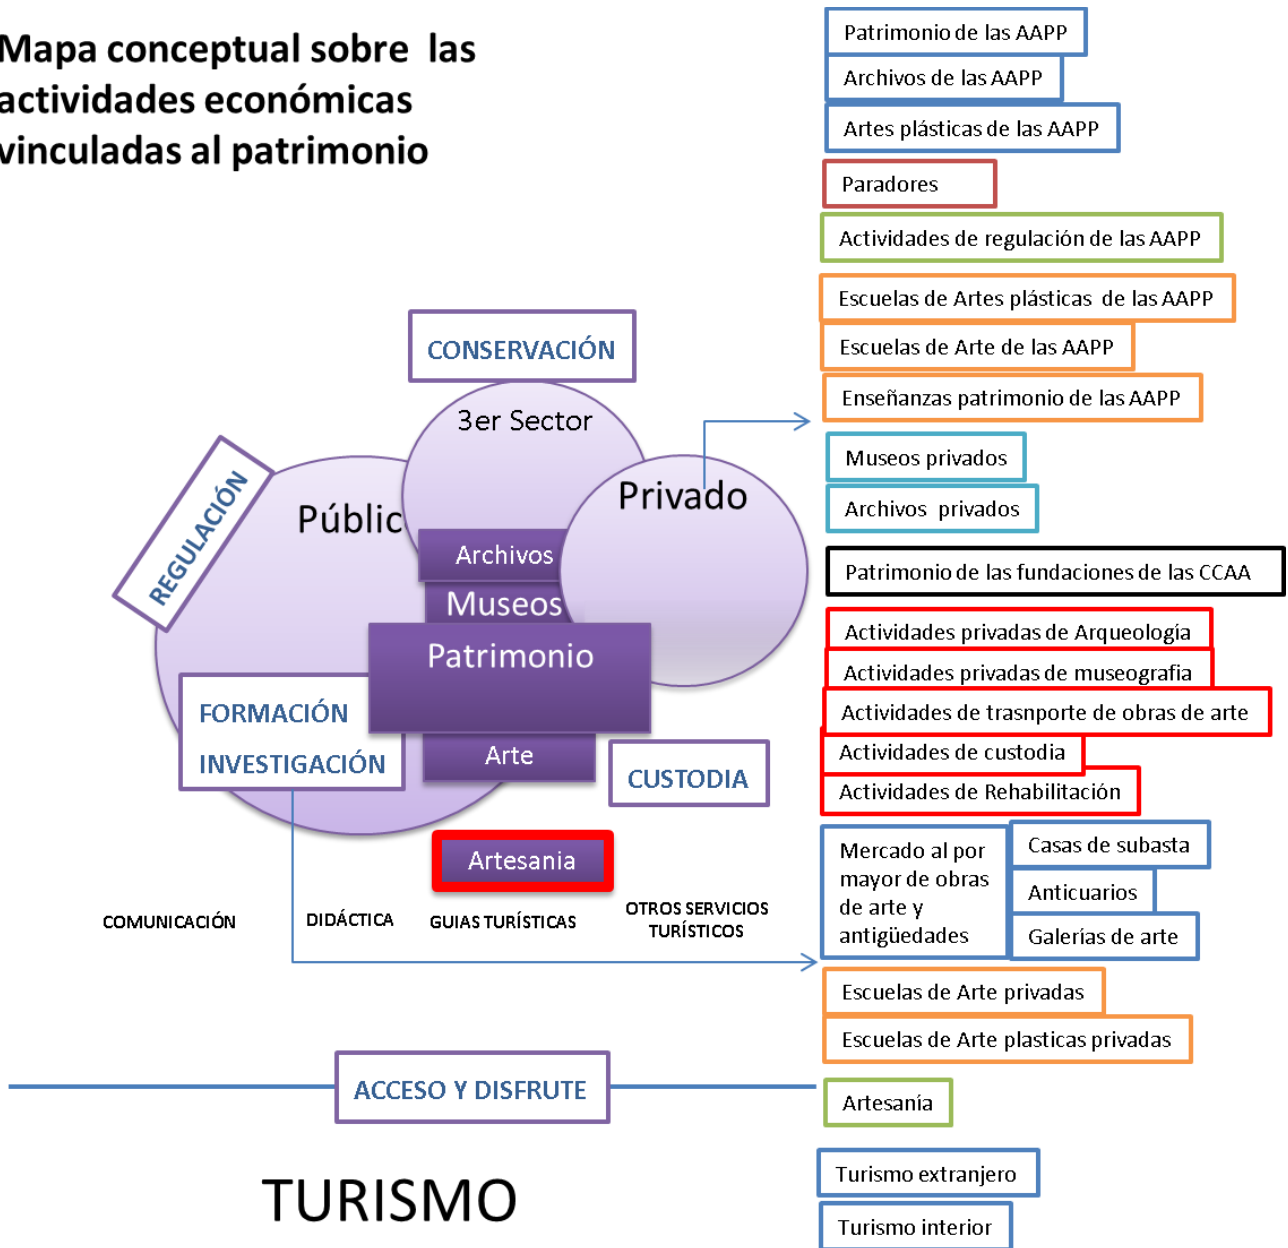 Mapa conceptual sobre las
actividades económicas
vinculadas al patrimonio
CONSERVACIÓN
3er Sector
REGULACIÓN
Públic
Privado
Archivos
Museos
Patrimonio
FORMACIÓN
INVESTIGACIÓN
Arte
CUSTODIA
Artesania
COMUNICACIÓN
DIDÁCTICA
GUIAS TURÍSTICAS
OTROS SERVICIOS
TURÍSTICOS
ACCESO Y DISFRUTE
TURISMO
Patrimonio de las AAPP
Archivos de las AAPP
Artes plásticas de las AAPP
Paradores
Actividades de regulación de las AAPP
Escuelas de Artes plásticas de las AAPP
Escuelas de Arte de las AAPP
Enseñanzas patrimonio de las AAPP
Museos privados
Archivos privados
Patrimonio de las fundaciones de las CCAA
Actividades privadas de Arqueología
Actividades privadas de museografia
Actividades de trasnporte de obras de arte
Actividades de custodia
Actividades de Rehabilitación
Mercado al por
mayor de obras
de arte y
antigüedades
Casas de subasta
Anticuarios
Galerías de arte
Escuelas de Arte privadas
Escuelas de Arte plasticas privadas
Artesanía
Turismo extranjero
Turismo interior